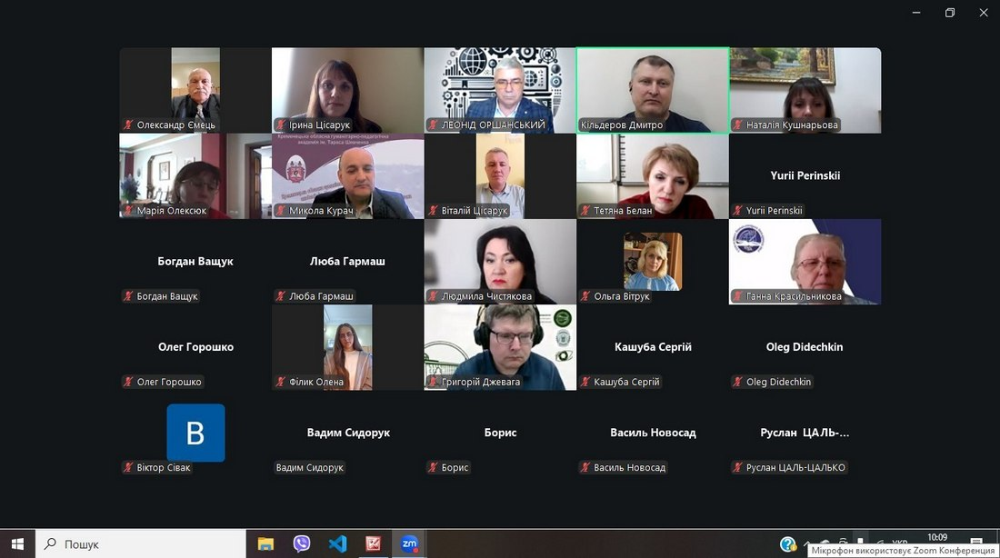 Олександр Ємець
Ірина Цісарук
ЛЕОНІД ОРШАНСЬКИЙ
Кільдеров Дмитро
Наталія Кушнарьова
Кременецька обласна гуманітарно-педагогічна
академія ім. Тараса Шевченка
Yurii Perinskii
Марія Олексюк
Микола Курач
Віталій Цісарук
Тетяна Белан
Yurii Perinskii
Богдан Ващук
Люба Гармаш
Богдан Ващук
Люба Гармаш
Людмила Чистякова
Ольга Вітрук
Ганна Красильникова
Олег Горошко
Кашуба Сергій
Oleg Didechkin
Олег Горошко
Філик Олена
Григорій Джевага
Кашуба Сергій
Oleg Didechkin
В
Вадим Сидорук
Борис
Василь Новосад
Руслан ЦАЛЬ-...
Віктор Сівак
Вадим Сидорук
Борис
Василь Новосад
Руслан ЦАЛЬ-ЦАЛЬКО
Пошук
zm
УКР
10:09
Мікрофон використовує Zoom Конференция